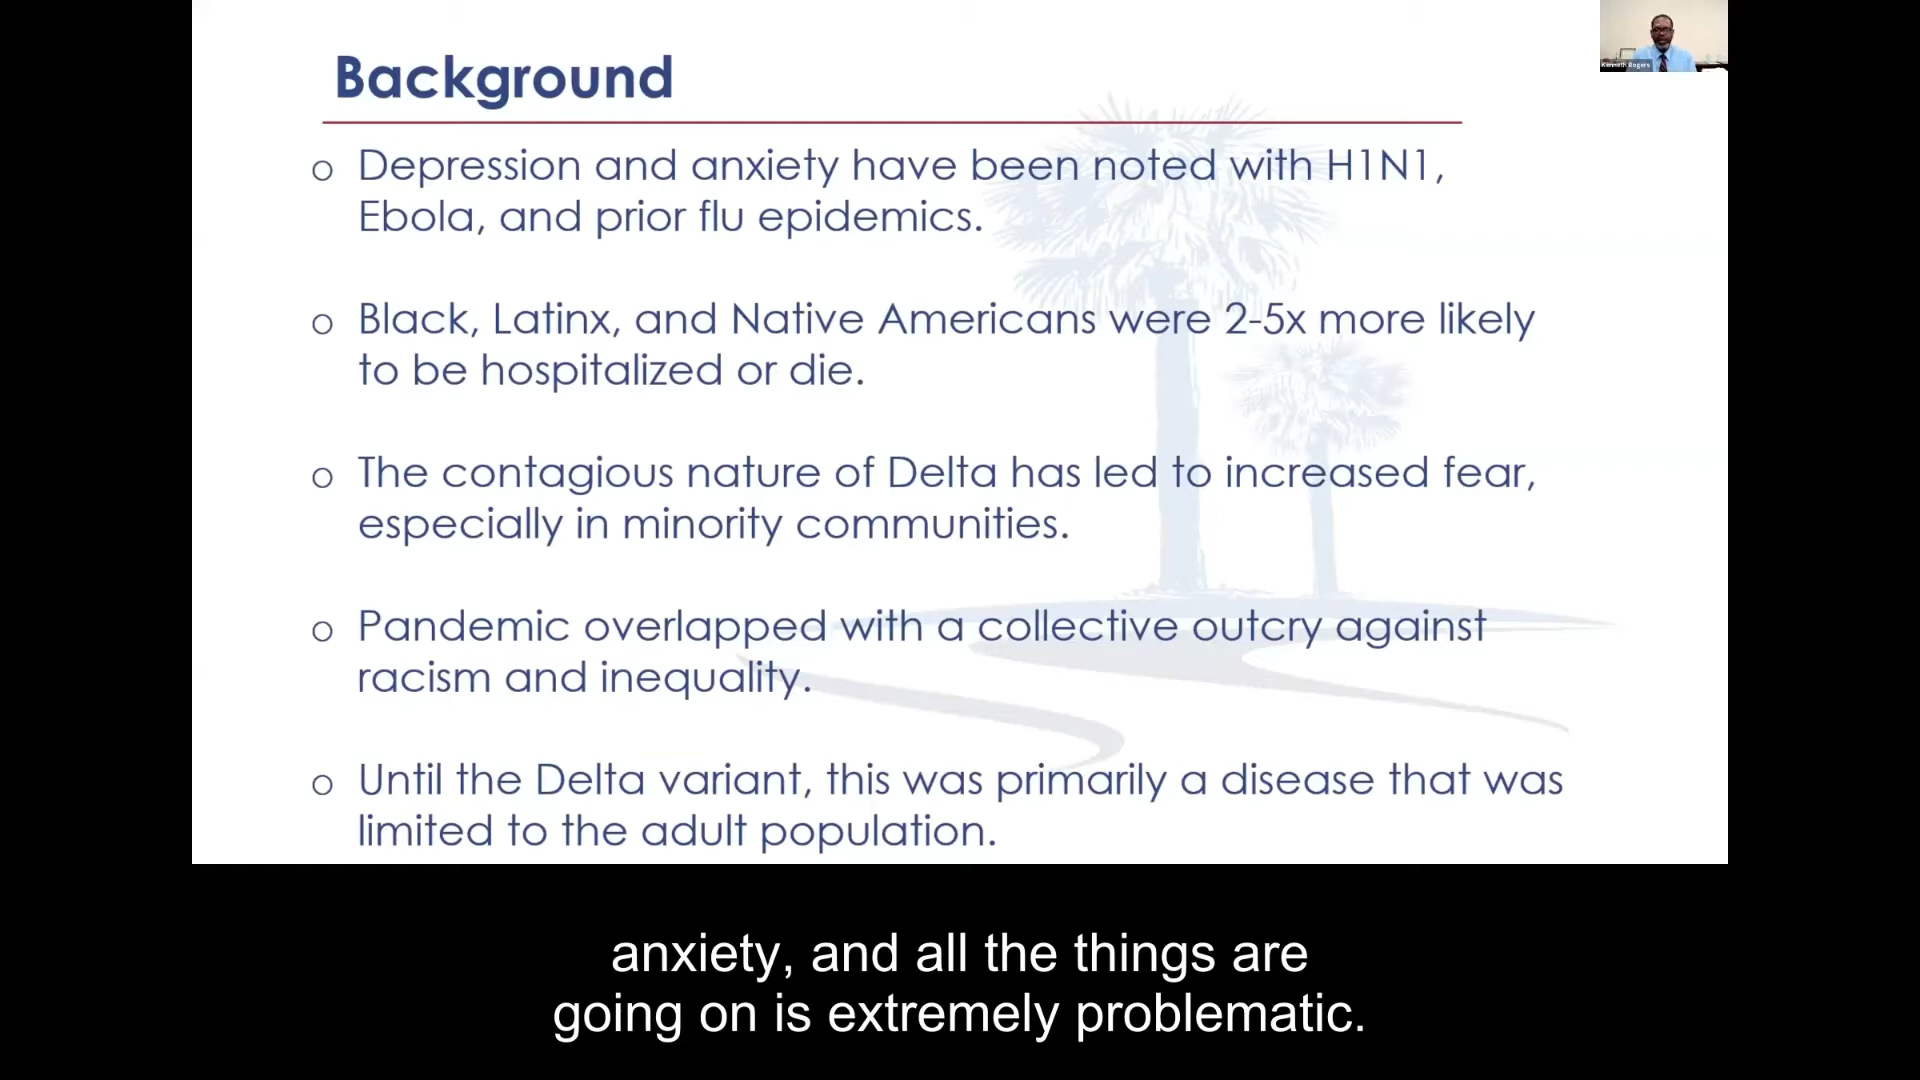 Background
Kenneth Rogers
o Depression and anxiety have been noted with H1N1,
Ebola, and prior flu epidemics.
o Black, Latinx, and Native Americans were 2-5x more likely
to be hospitalized or die.
o The contagious nature of Delta has led to increased fear,
especially in minority communities.
o Pandemic overlapped with a collective outcry against
racism and inequality.
o Until the Delta variant, this was primarily a disease that was
limited to the adult population.
anxiety, and all the things are
going on is extremely problematic.